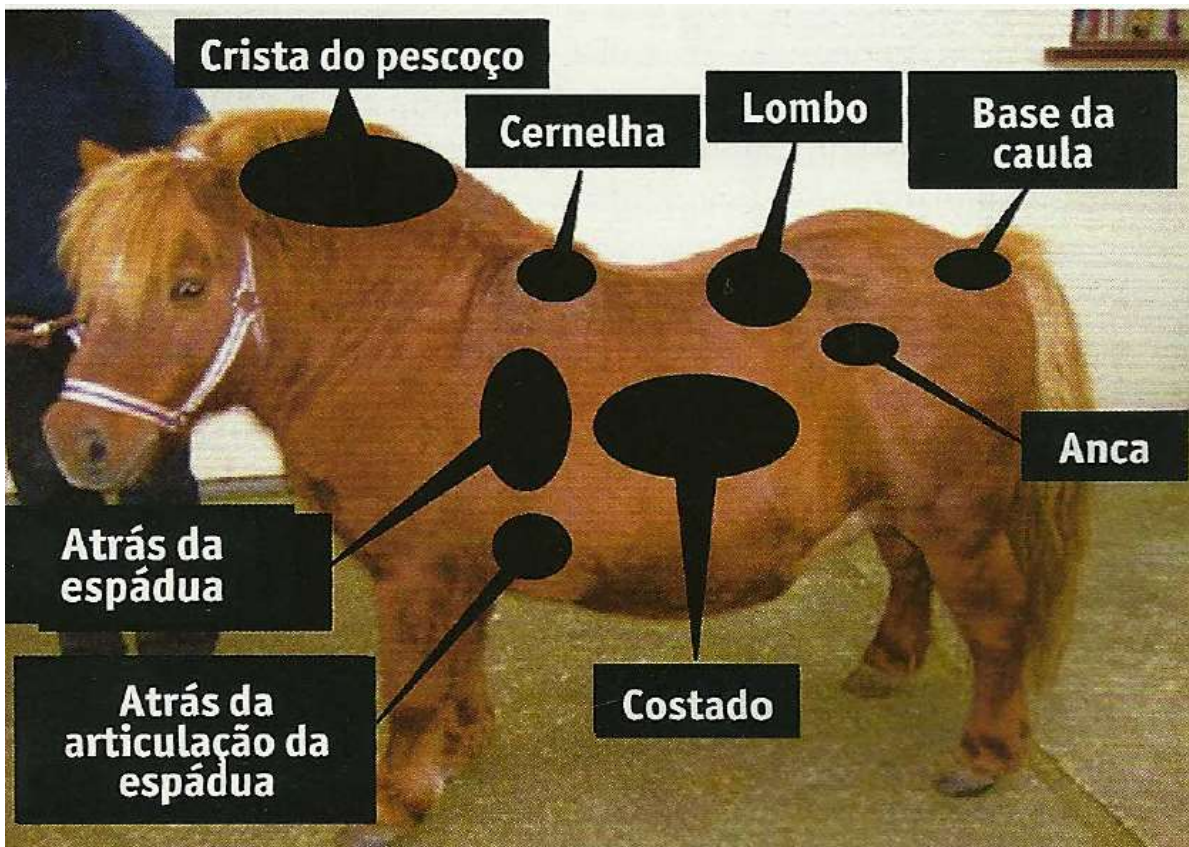 Crista do pescoço
Cernelha
Lombo
Base da
caula
Anca
Atrás da
espádua
Atrás da
articulação da
espádua
Costado